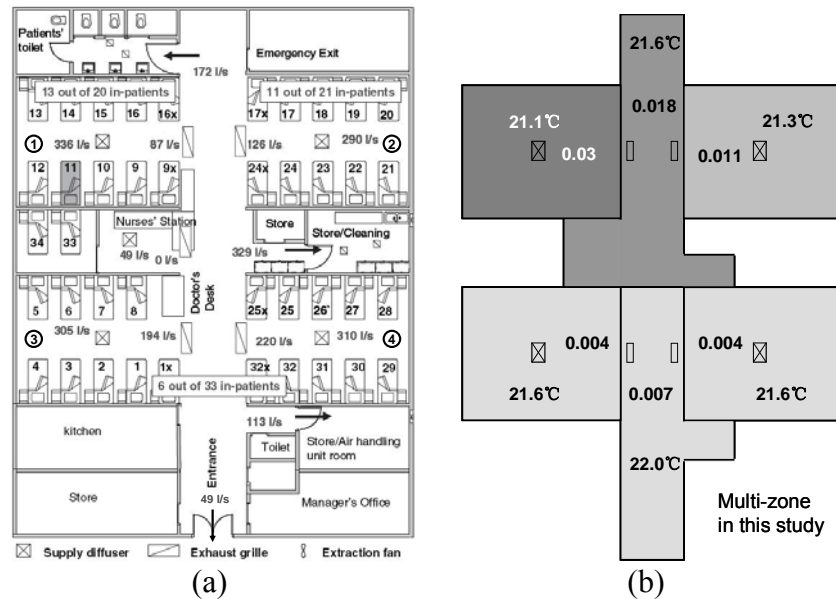 Patients'
toilet
Emergency Exit
172 l/s
13 out of 20 in-patients
11 out of 21 in-patients
13 14 15 16 16x
17x 17 18 19 20
① 336 l/s 87 l/s 126 l/s 290 l/s ②
12 11 10 9 9x
24x 24 23 22 21
34 33
Nurses' Station
49 l/s 0 l/s
Store
Store/Cleaning
329 l/s
Doctor's
Desk
5 6 7 8
25x 25 26* 27 28
③ 305 l/s 194 l/s 220 l/s 310 l/s ④
4 3 2 1 1x
32x 32 31 30 29
6 out of 33 in-patients
kitchen
113 l/s
Toilet
Store/Air handling
unit room
Entrance
Store
49 l/s
Manager's Office
Supply diffuser Exhaust grille Extraction fan
(a)
21.6℃
0.018
21.1℃
0.03
21.3℃
0.011
0.004
21.6℃
0.004
21.6℃
0.007
22.0℃
Multi-zone
in this study
(b)